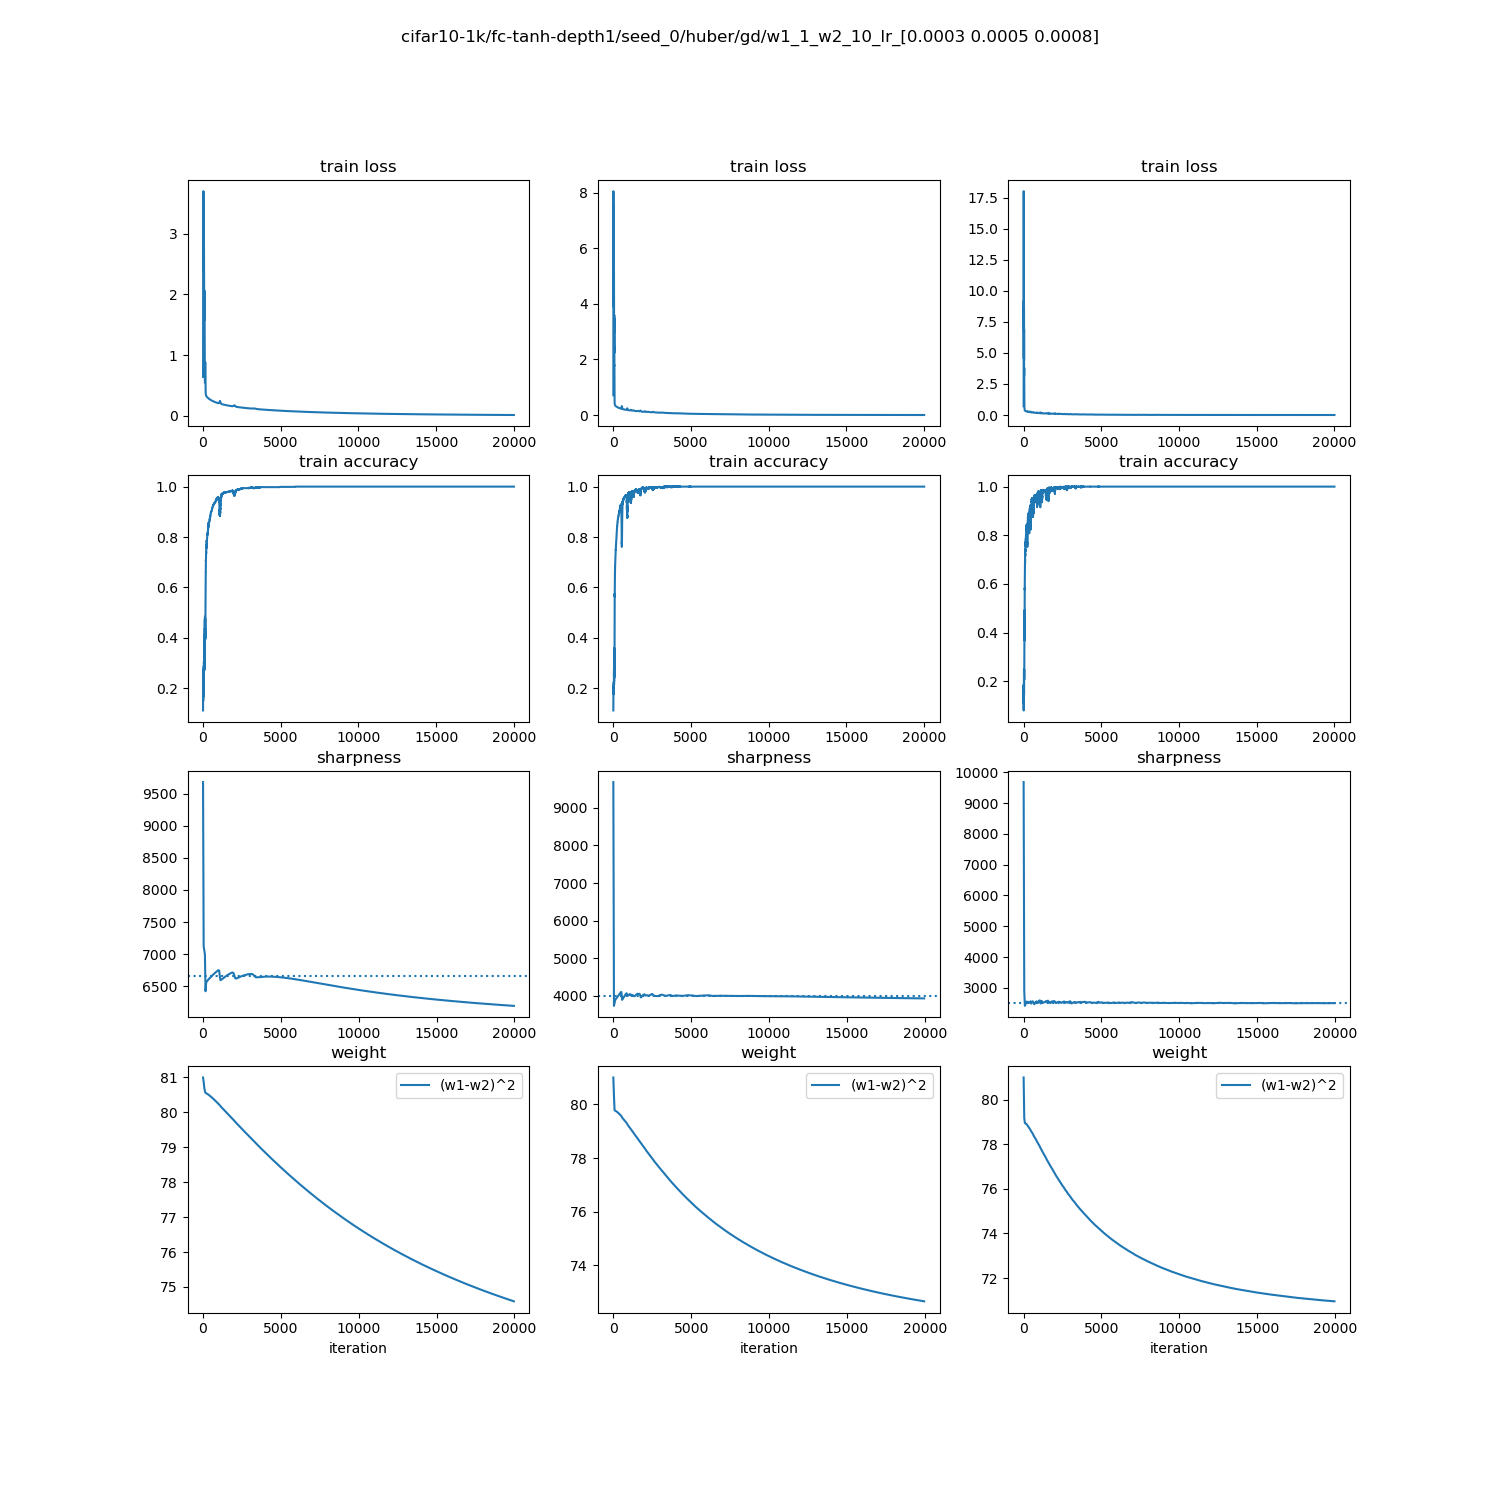 cifar10-1k/fc-tanh-depth1/seed_0/huber/gd/w1_1_w2_10_lr_[0.0003 0.0005 0.0008]
train loss
3
2
1
0
0 5000 10000 15000 20000
train loss
8
6
4
2
0
0 5000 10000 15000 20000
train loss
17.5
15.0
12.5
10.0
7.5
5.0
2.5
0.0
0 5000 10000 15000 20000
train accuracy
1.0
0.8
0.6
0.4
0.2
0 5000 10000 15000 20000
train accuracy
1.0
0.8
0.6
0.4
0.2
0 5000 10000 15000 20000
train accuracy
1.0
0.8
0.6
0.4
0.2
0 5000 10000 15000 20000
sharpness
9500
9000
8500
8000
7500
7000
6500
0 5000 10000 15000 20000
sharpness
9000
8000
7000
6000
5000
4000
0 5000 10000 15000 20000
sharpness
10000
9000
8000
7000
6000
5000
4000
3000
0 5000 10000 15000 20000
weight
(w1-w2)^2
81
80
79
78
77
76
75
0 5000 10000 15000 20000
iteration
weight
(w1-w2)^2
80
78
76
74
0 5000 10000 15000 20000
iteration
weight
(w1-w2)^2
80
78
76
74
72
0 5000 10000 15000 20000
iteration